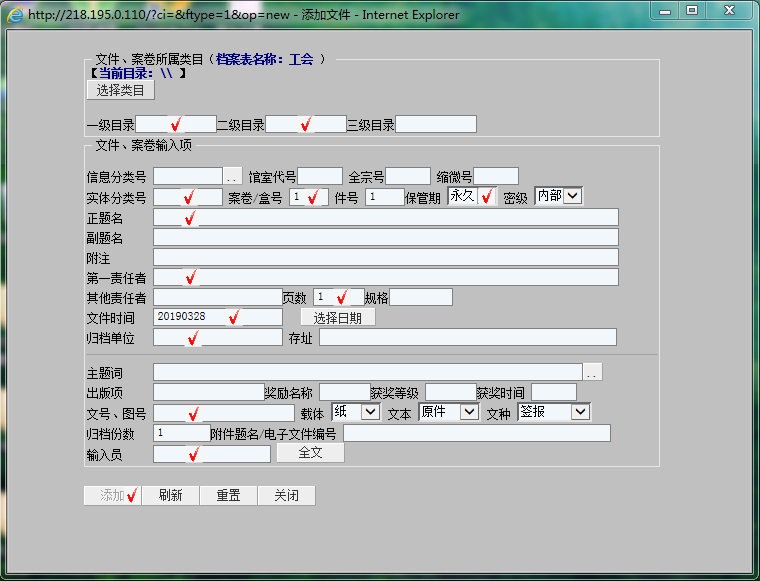 http://218.195.0.110/?ci=&ftype=1&op=new - 添加文件 - Internet Explorer
文件、案卷所属类目（档案表名称：工会 ）
【当前目录：\\ 】
选择类目
一级目录 二级目录 三级目录
文件、案卷输入项
信息分类号 .. 馆室代号 全宗号 缩微号
实体分类号 案卷/盒号 1 件号 1 保管期 永久 密级 内部
正题名
副题名
附注
第一责任者
其他责任者 页数 1 规格
文件时间 20190328 选择日期
归档单位 存址
主题词 ..
出版项 奖励名称 获奖等级 获奖时间
文号、图号 载体 纸 文本 原件 文种 签报
归档份数 1 附件题名/电子文件编号
输入员 全文
添加 刷新 重置 关闭